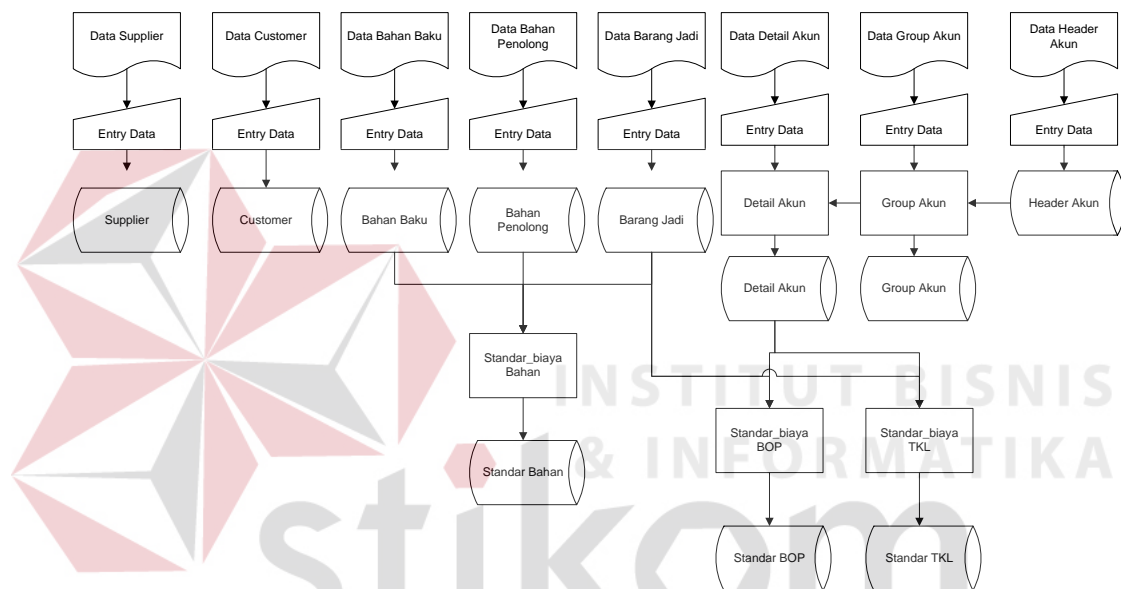 Data Supplier
Data Customer
Data Bahan Baku
Data Bahan
Penolong
Data Barang Jadi
Data Detail Akun
Data Group Akun
Data Header
Akun
Entry Data
Entry Data
Entry Data
Entry Data
Entry Data
Entry Data
Entry Data
Entry Data
Supplier
Customer
Bahan Baku
Bahan
Penolong
Barang Jadi
Detail Akun
Group Akun
Header Akun
Detail Akun
Group Akun
Standar_biaya
Bahan
INSTITUT BISNIS
Standar_biaya
BOP
Standar_biaya
TKL
& INFORMATIKA
Standar Bahan
stikom
Standar BOP
Standar TKL